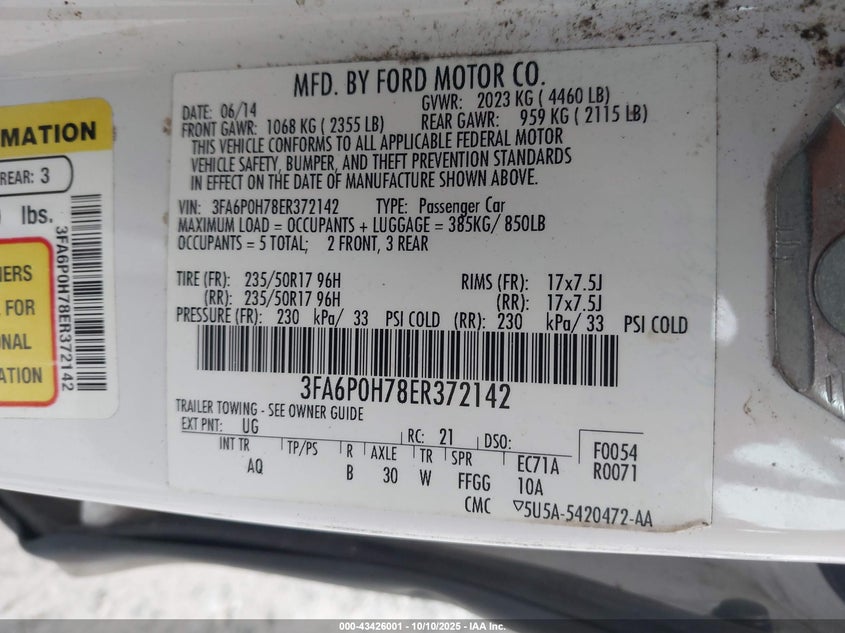 RMATION
REAR: 3
lbs.
NERS
FOR
ONAL
ATION
3FA6P0H78ER372142
MFD. BY FORD MOTOR CO.
DATE: 06/14 GVWR: 2023 KG ( 4460 LB)
FRONT GAWR: 1068 KG ( 2355 LB) REAR GAWR: 959 KG ( 2115 LB)
THIS VEHICLE CONFORMS TO ALL APPLICABLE FEDERAL MOTOR
VEHICLE SAFETY, BUMPER, AND THEFT PREVENTION STANDARDS
IN EFFECT ON THE DATE OF MANUFACTURE SHOWN ABOVE.
VIN: 3FA6P0H78ER372142 TYPE: Passenger Car
MAXIMUM LOAD = OCCUPANTS + LUGGAGE = 385KG/ 850LB
OCCUPANTS = 5 TOTAL; 2 FRONT, 3 REAR
TIRE (FR): 235/50R17 96H RIMS (FR): 17x7.5J
(RR): 235/50R17 96H (RR): 17x7.5J
PRESSURE (FR): 230 kPa/ 33 PSI COLD (RR): 230 kPa/ 33 PSI COLD
3FA6P0H78ER372142
TRAILER TOWING - SEE OWNER GUIDE
EXT PNT: UG RC: 21 DSO: F0054
INT TR TP/PS R AXLE TR SPR EC71A R0071
AQ B 30 W FFGG 10A
CMC ▽5U5A-5420472-AA
000-43426001 - 10/10/2025 - IAA Inc.